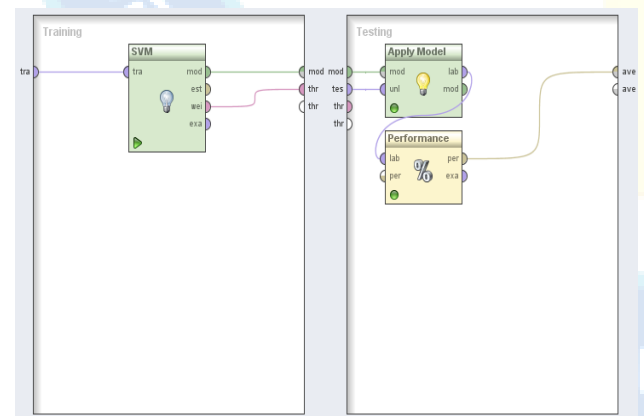 Training
Testing
SVM
Apply Model
tra
tra
mod
mod
mod
mod
lab
ave
est
thr
tes
unl
mod
ave
wei
thr
thr
exa
thr
Performance
lab
per
per
%
exa